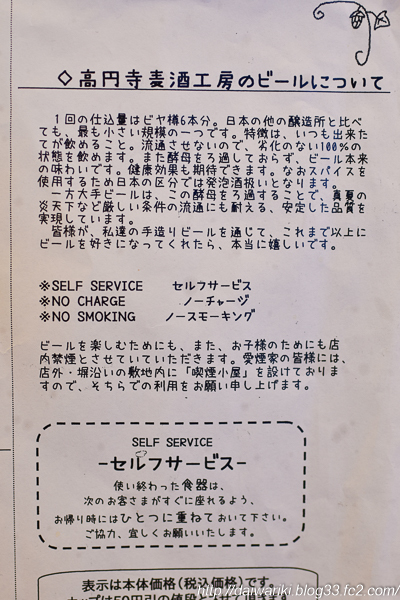 ◇高円寺麦酒工房のビールについて
１回の仕込量はビヤ樽6本分。日本の他の醸造所と比べ
ても、最も小さい規模の一つです。特徴は、いつも出来た
てが飲めること。流通させないので、劣化のない100％の
状態を飲めます。また酵母をろ過しておらず、ビール本来
の味わいです。健康効果も期待できます。なおスパイスを
使用するため日本の区分では発泡酒扱いとなります。
一方大手ビールは、この酵母をろ過することで、真夏の
炎天下など厳しい条件の流通にも耐える、安定した品質を
実現しています。
皆様が、私達の手造りビールを通じて、これまで以上に
ビールを好きになってくれたら、本当に嬉しいです。
※SELF SERVICE セルフサービス
※NO CHARGE ノーチャージ
※NO SMOKING ノースモーキング
ビールを楽しむためにも、また、お子様のためにも店
内禁煙とさせていていただきます。愛煙家の皆様には、
店外・塀沿いの敷地内に「喫煙小屋」を設けておりま
すので、そちらでの利用をお願い申し上げます。
SELF SERVICE
-セルフサービス-
使い終わった食器は、
次のお客さまがすぐに座れるよう、
お帰り時にはひとつに重ねておいて下さい。
ご協力、宜しくお願いいたします。
表示は本体価格(税込価格)です。
カップは50円引の値段と
http://daiwariki.blog33.fc2.com/